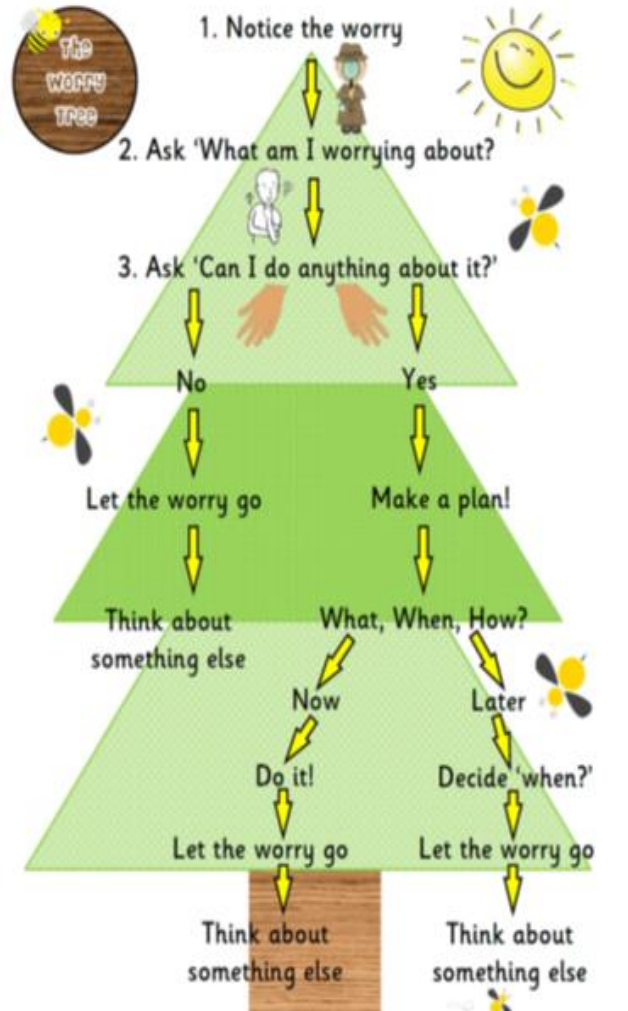 The
Worry
Tree
1. Notice the worry
2. Ask 'What am I worrying about?
3. Ask 'Can I do anything about it?'
No
Yes
Let the worry go
Make a plan!
Think about
something else
What, When, How?
Now
Later
Do it!
Decide 'when?'
Let the worry go
Let the worry go
Think about
something else
Think about
something else